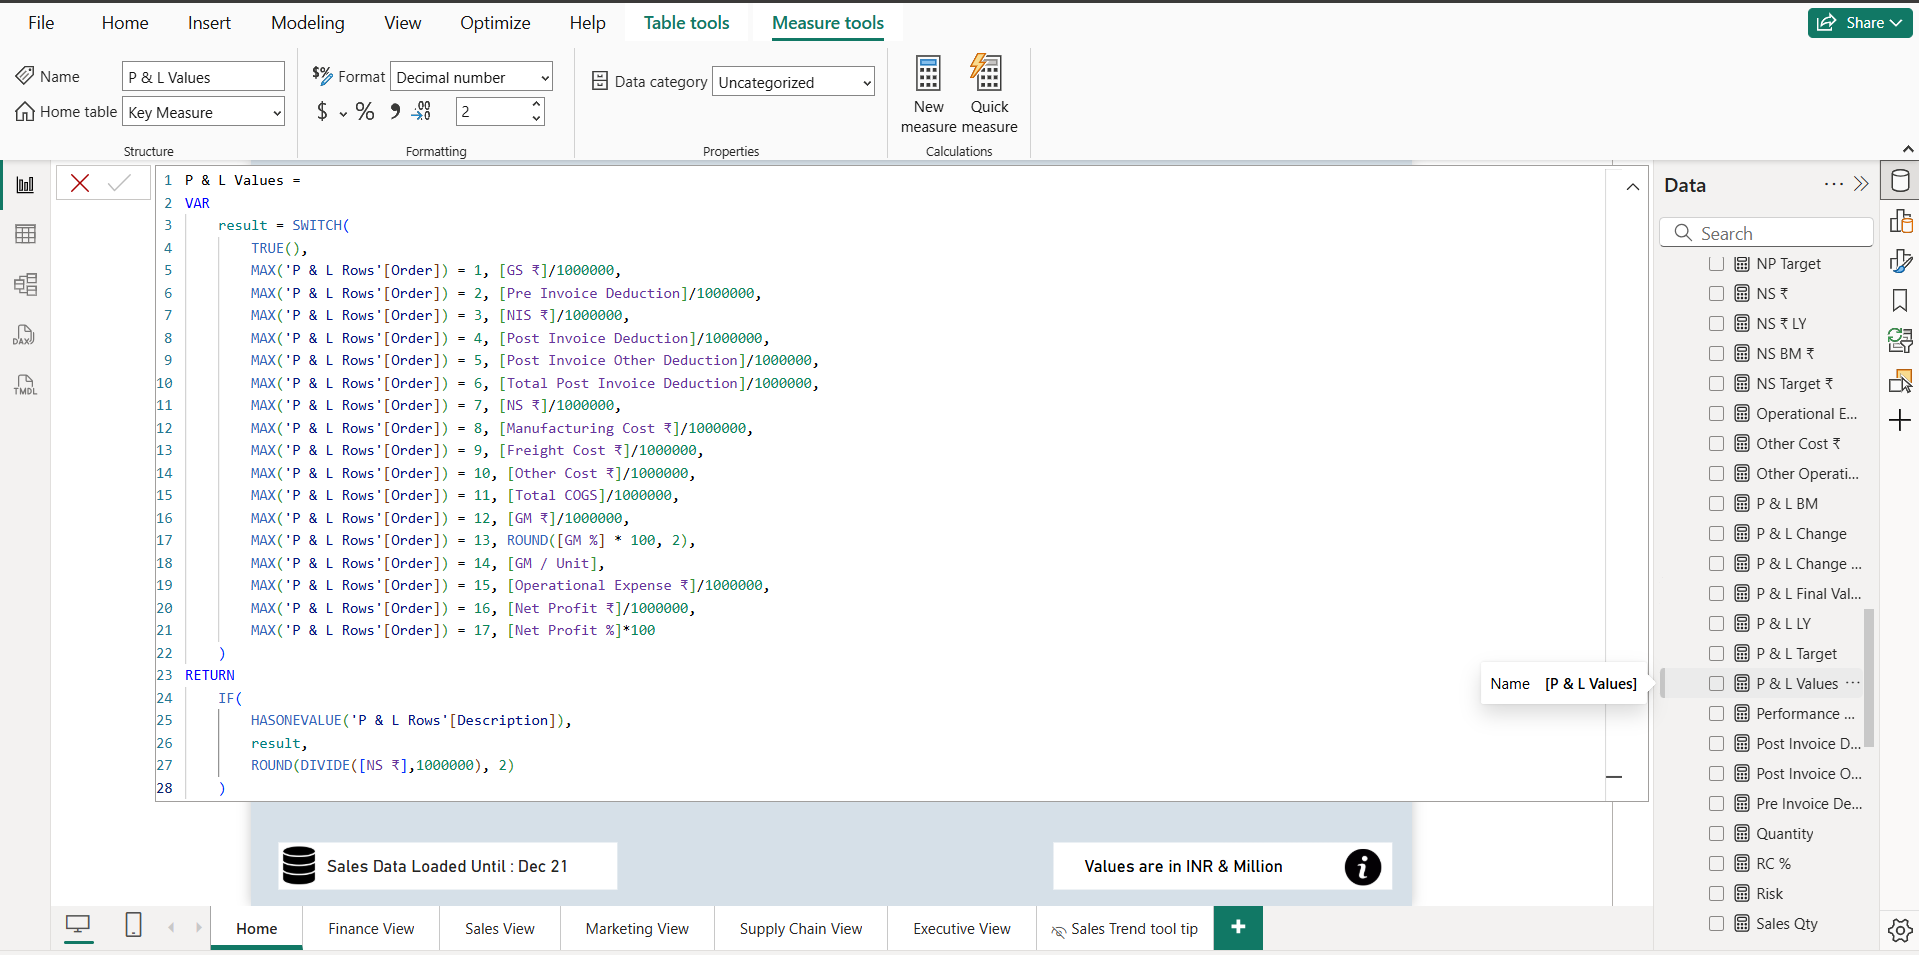 File Home Insert Modeling View Optimize Help Table tools Measure tools Share
Name P & L Values
Home table Key Measure
Structure
$% Format Decimal number
$ % 9 .00 2
Formatting
Data category Uncategorized
Properties
New measure
Quick measure
Calculations
1 P & L Values =
2 VAR
3 result = SWITCH(
4 TRUE(),
5 MAX('P & L Rows'[Order]) = 1, [GS ₹]/1000000,
6 MAX('P & L Rows'[Order]) = 2, [Pre Invoice Deduction]/1000000,
7 MAX('P & L Rows'[Order]) = 3, [NIS ₹]/1000000,
8 MAX('P & L Rows'[Order]) = 4, [Post Invoice Deduction]/1000000,
9 MAX('P & L Rows'[Order]) = 5, [Post Invoice Other Deduction]/1000000,
10 MAX('P & L Rows'[Order]) = 6, [Total Post Invoice Deduction]/1000000,
11 MAX('P & L Rows'[Order]) = 7, [NS ₹]/1000000,
12 MAX('P & L Rows'[Order]) = 8, [Manufacturing Cost ₹]/1000000,
13 MAX('P & L Rows'[Order]) = 9, [Freight Cost ₹]/1000000,
14 MAX('P & L Rows'[Order]) = 10, [Other Cost ₹]/1000000,
15 MAX('P & L Rows'[Order]) = 11, [Total COGS]/1000000,
16 MAX('P & L Rows'[Order]) = 12, [GM ₹]/1000000,
17 MAX('P & L Rows'[Order]) = 13, ROUND([GM %] * 100, 2),
18 MAX('P & L Rows'[Order]) = 14, [GM / Unit],
19 MAX('P & L Rows'[Order]) = 15, [Operational Expense ₹]/1000000,
20 MAX('P & L Rows'[Order]) = 16, [Net Profit ₹]/1000000,
21 MAX('P & L Rows'[Order]) = 17, [Net Profit %]*100
22 )
23 RETURN
24 IF(
25 HASONEVALUE('P & L Rows'[Description]),
26 result,
27 ROUND(DIVIDE([NS ₹],1000000), 2)
28 )
DAX
TMDL
Name [P & L Values]
Data
Search
NP Target
NS ₹
NS ₹ LY
NS BM ₹
NS Target ₹
Operational E...
Other Cost ₹
Other Operati...
P & L BM
P & L Change
P & L Change ...
P & L Final Val...
P & L LY
P & L Target
P & L Values
Performance ...
Post Invoice D...
Post Invoice O...
Pre Invoice De...
Quantity
RC %
Risk
Sales Qty
Sales Data Loaded Until : Dec 21
Values are in INR & Million
Home Finance View Sales View Marketing View Supply Chain View Executive View Sales Trend tool tip +